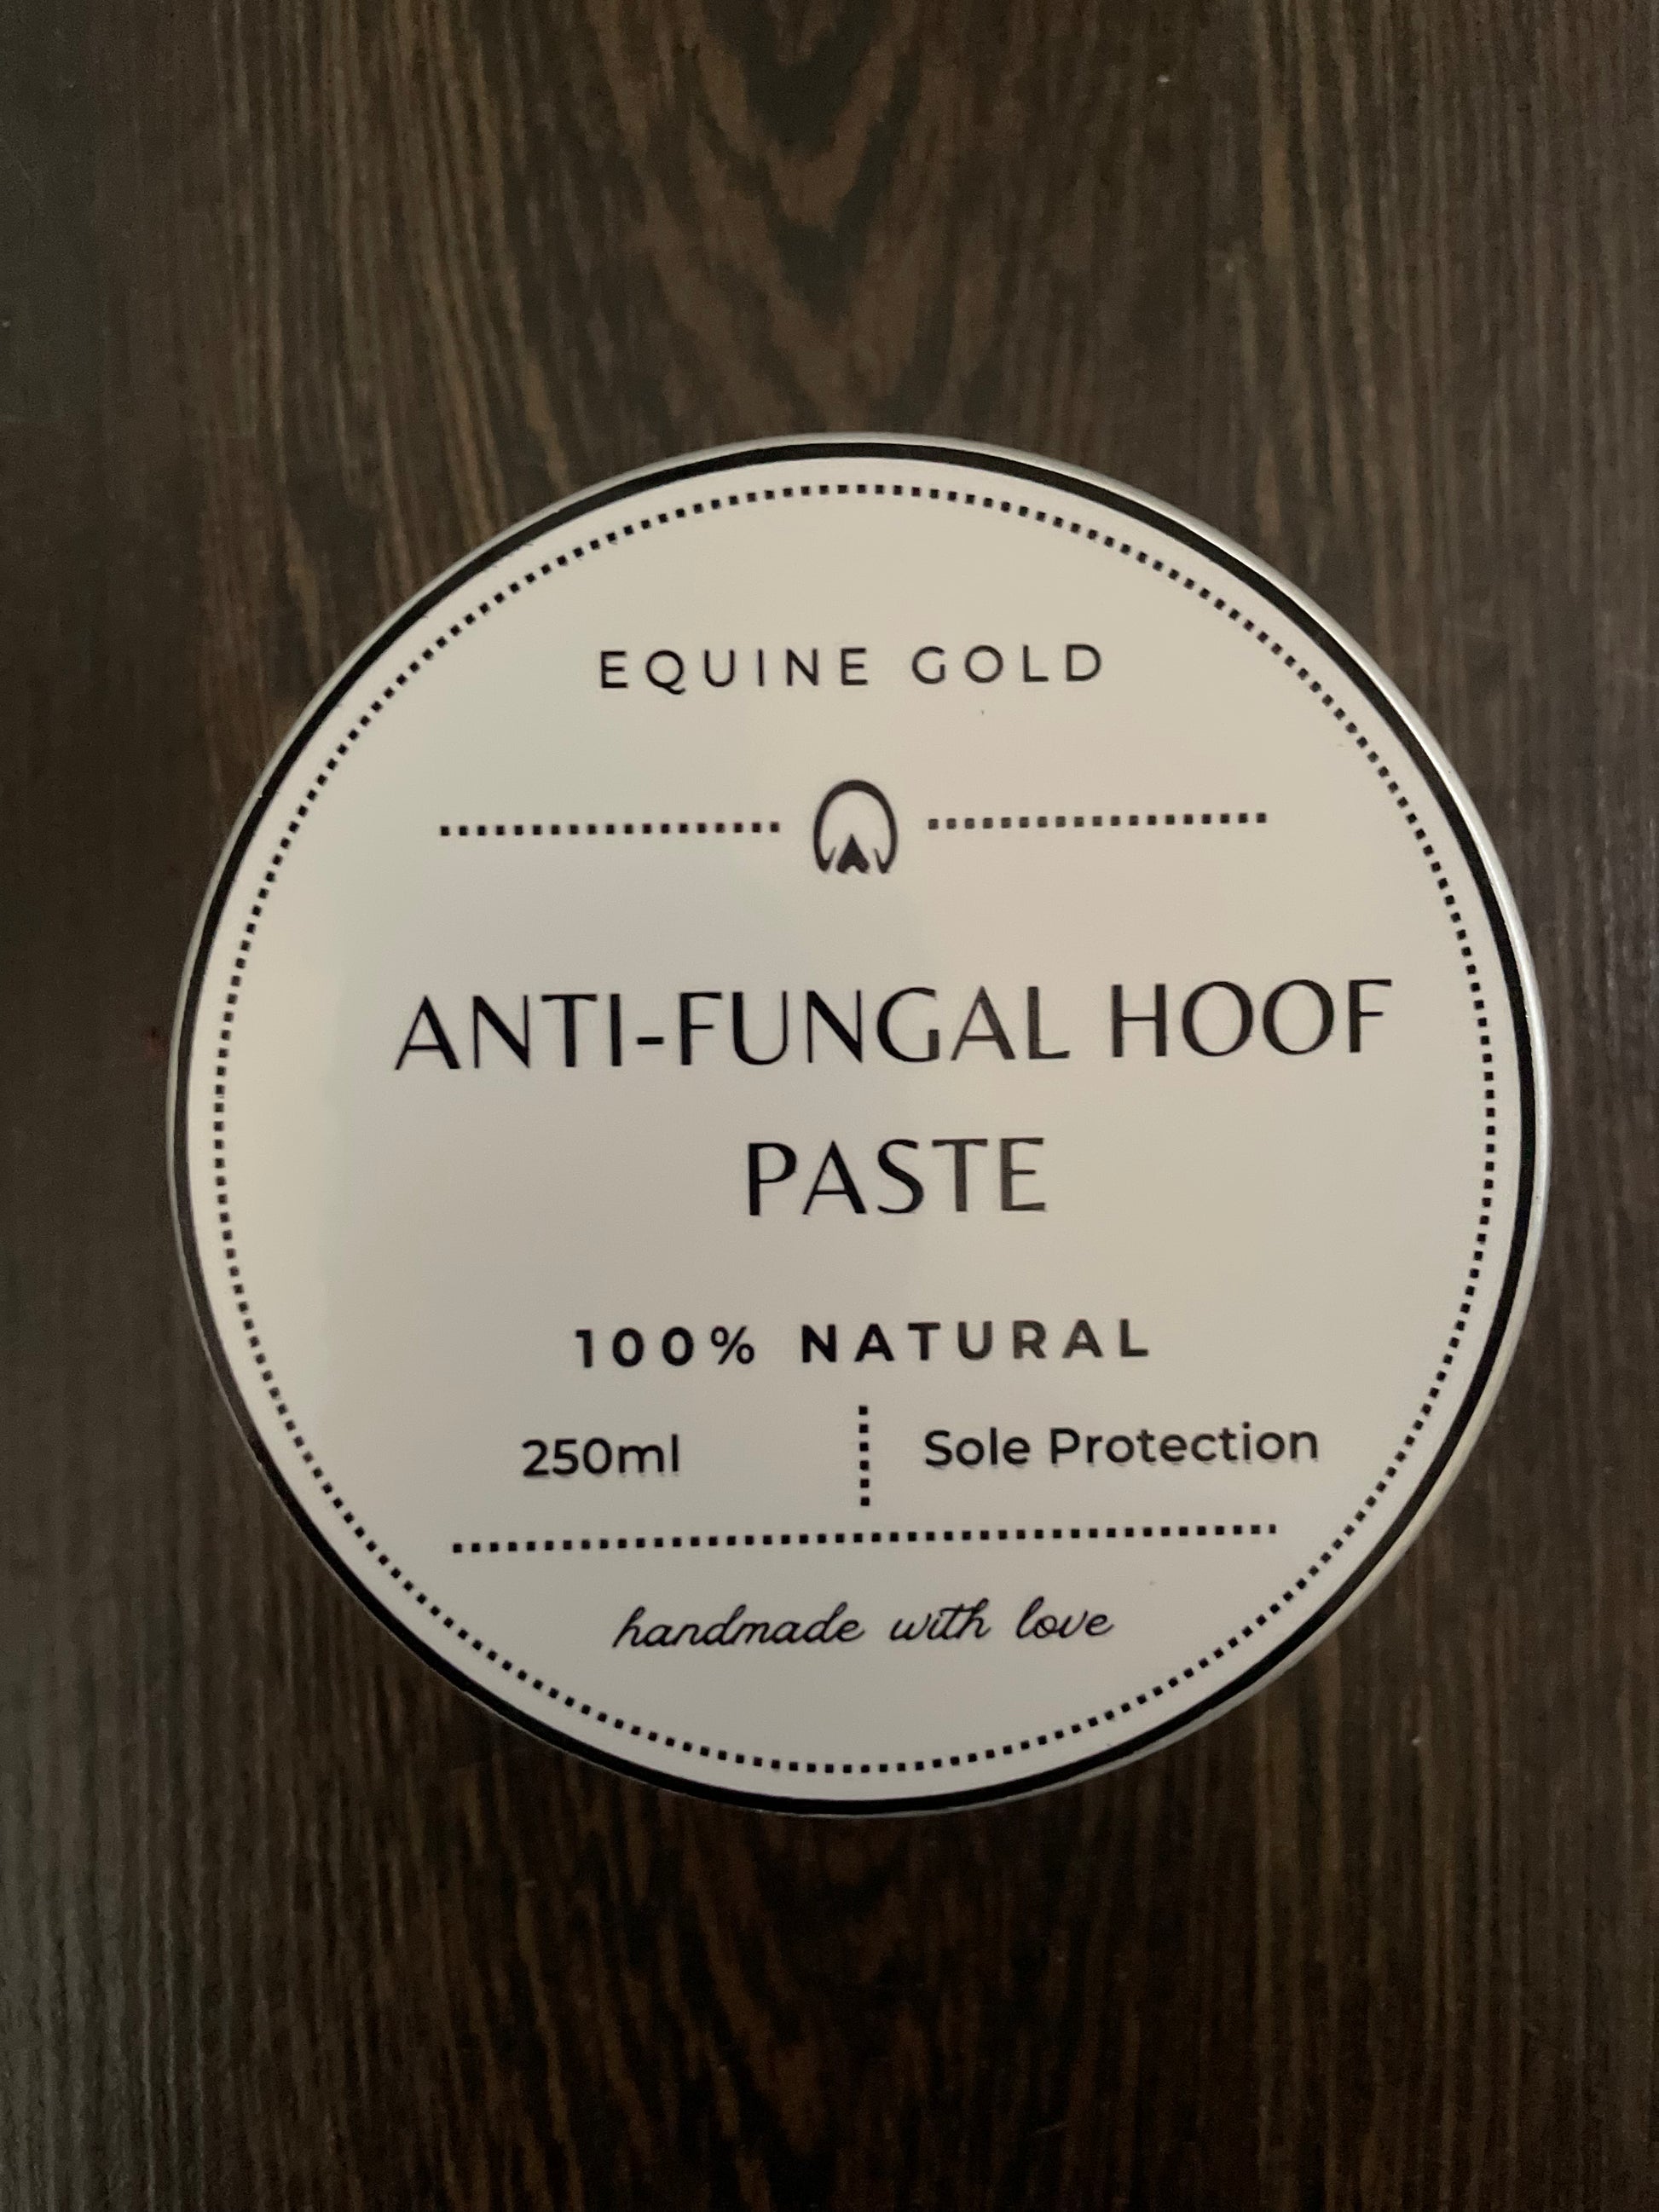 EQUINE GOLD
ANTI-FUNGAL HOOF
PASTE
100% NATURAL
250ml
Sole Protection
handmade with love